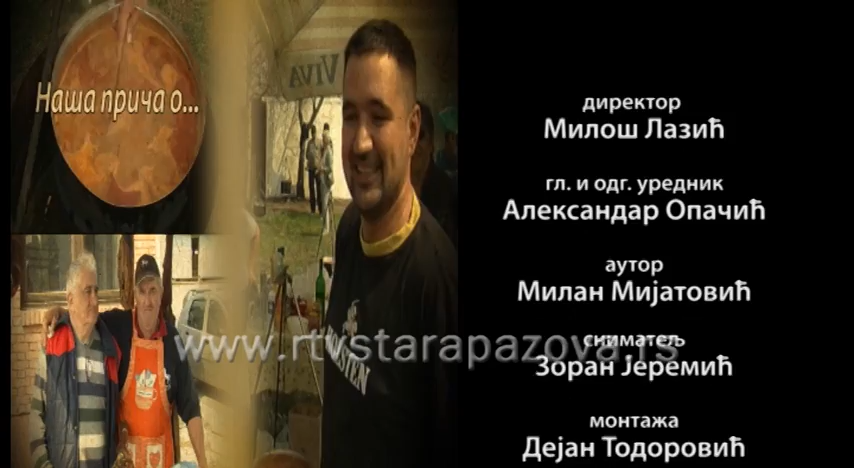 Наша прича о...
VIVA
директор
Милош Лазић
гл. и одг. уредник
Александар Опачић
аутор
Милан Мијатовић
www.rtvstarapazova.rs
сниматељ
Зоран Јеремић
монтажа
Дејан Тодоровић